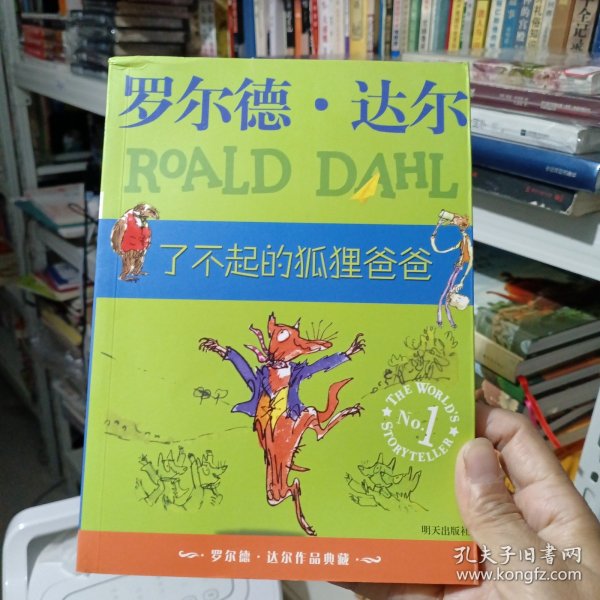 罗尔德·达尔
ROALD DAHL
了不起的狐狸爸爸
THE WORLD'S
No.1
STORYTELLER
明天出版社
罗尔德·达尔作品典藏
孔夫子旧书网
www.kongfz.com